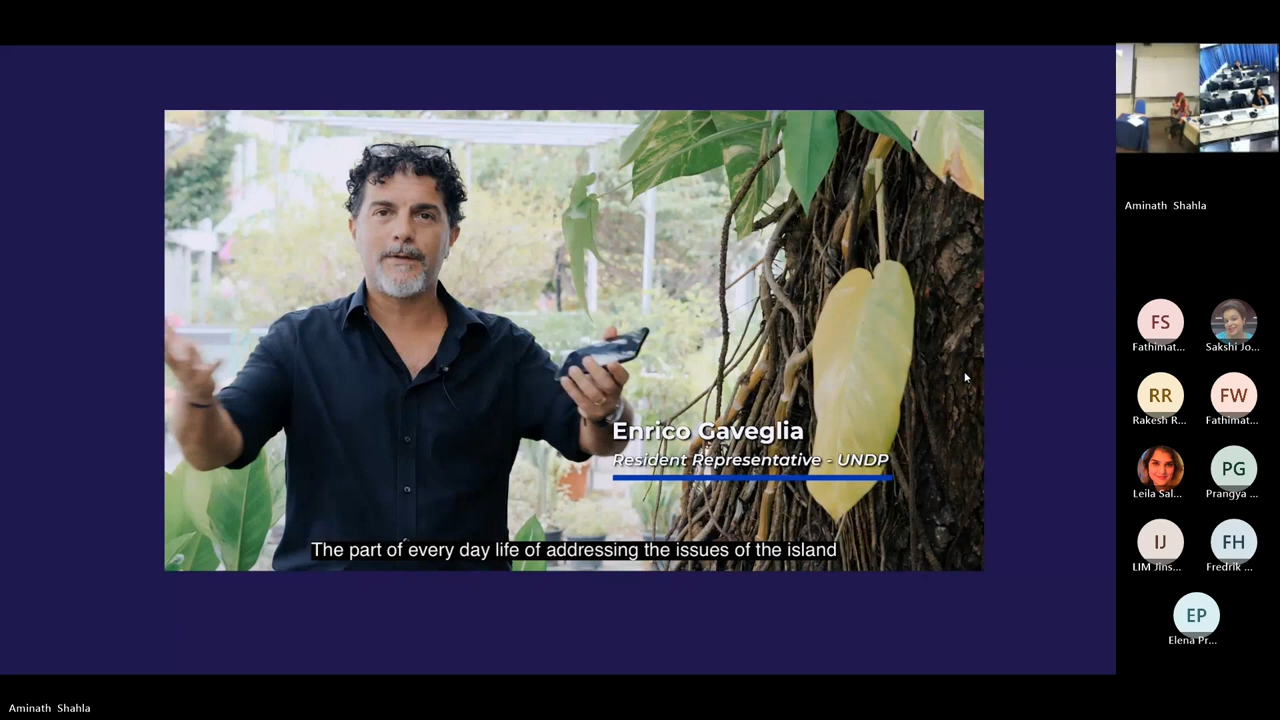 Enrico Gaveglia
Resident Representative - UNDP
The part of every day life of addressing the issues of the island
Aminath Shahla
FS
Fathimat...
Sakshi Jo...
RR
Rakesh R...
FW
Fathimat...
Leila Sal...
PG
Prangya ...
IJ
LIM Jins...
FH
Fredrik ...
EP
Elena Pr...
Aminath Shahla